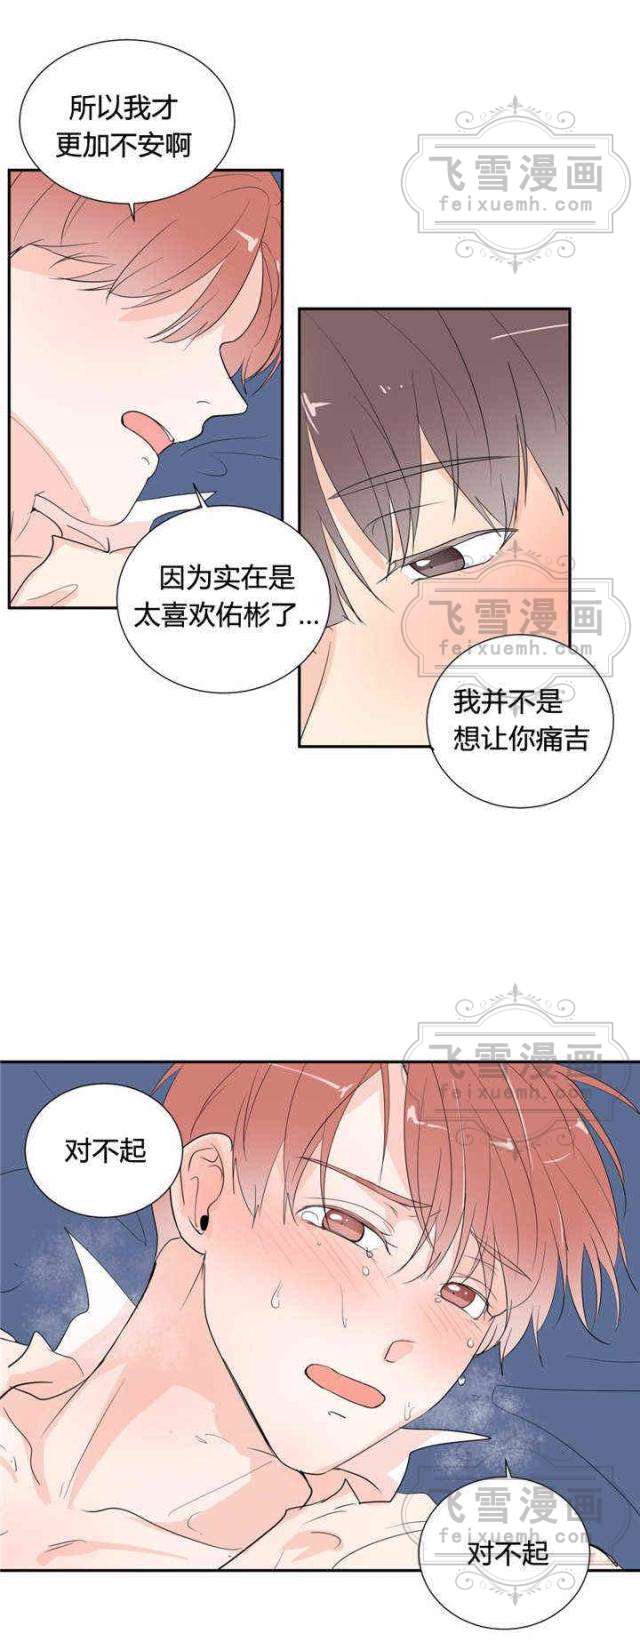 所以我才
更加不安啊
飞雪漫画
feixuemh.com
因为实在是
太喜欢佑彬了...
飞雪漫画
feixuemh.com
我并不是
想让你痛吉
飞雪漫画
feixuemh.com
对不起
飞雪漫画
feixuemh.com
对不起